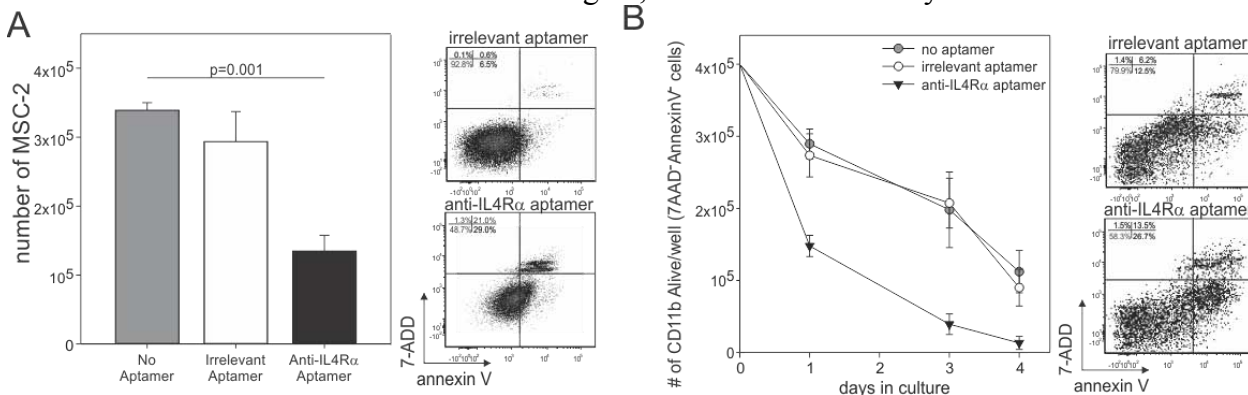 A
number of MSC-2
4x10⁵
3x10⁵
2x10⁵
10⁵
0
p=0.001
No
Aptamer
Irrelevant
Aptamer
Anti-IL4Rα
Aptamer
irrelevant aptamer
0.1% 0.6%
92.8% 6.5%
anti-IL4Rα aptamer
1.3% 21.0%
48.7% 29.0%
7-ADD
annexin V
B
# of CD11b Alive/well (7AAD⁻AnnexinV⁻ cells)
4x10⁵
3x10⁵
2x10⁵
10⁵
0
no aptamer
irrelevant aptamer
anti-IL4Rα aptamer
0 1 2 3 4
days in culture
irrelevant aptamer
1.4% 6.2%
79.9% 12.5%
anti-IL4Rα aptamer
1.5% 13.5%
58.3% 26.7%
7-ADD
annexin V